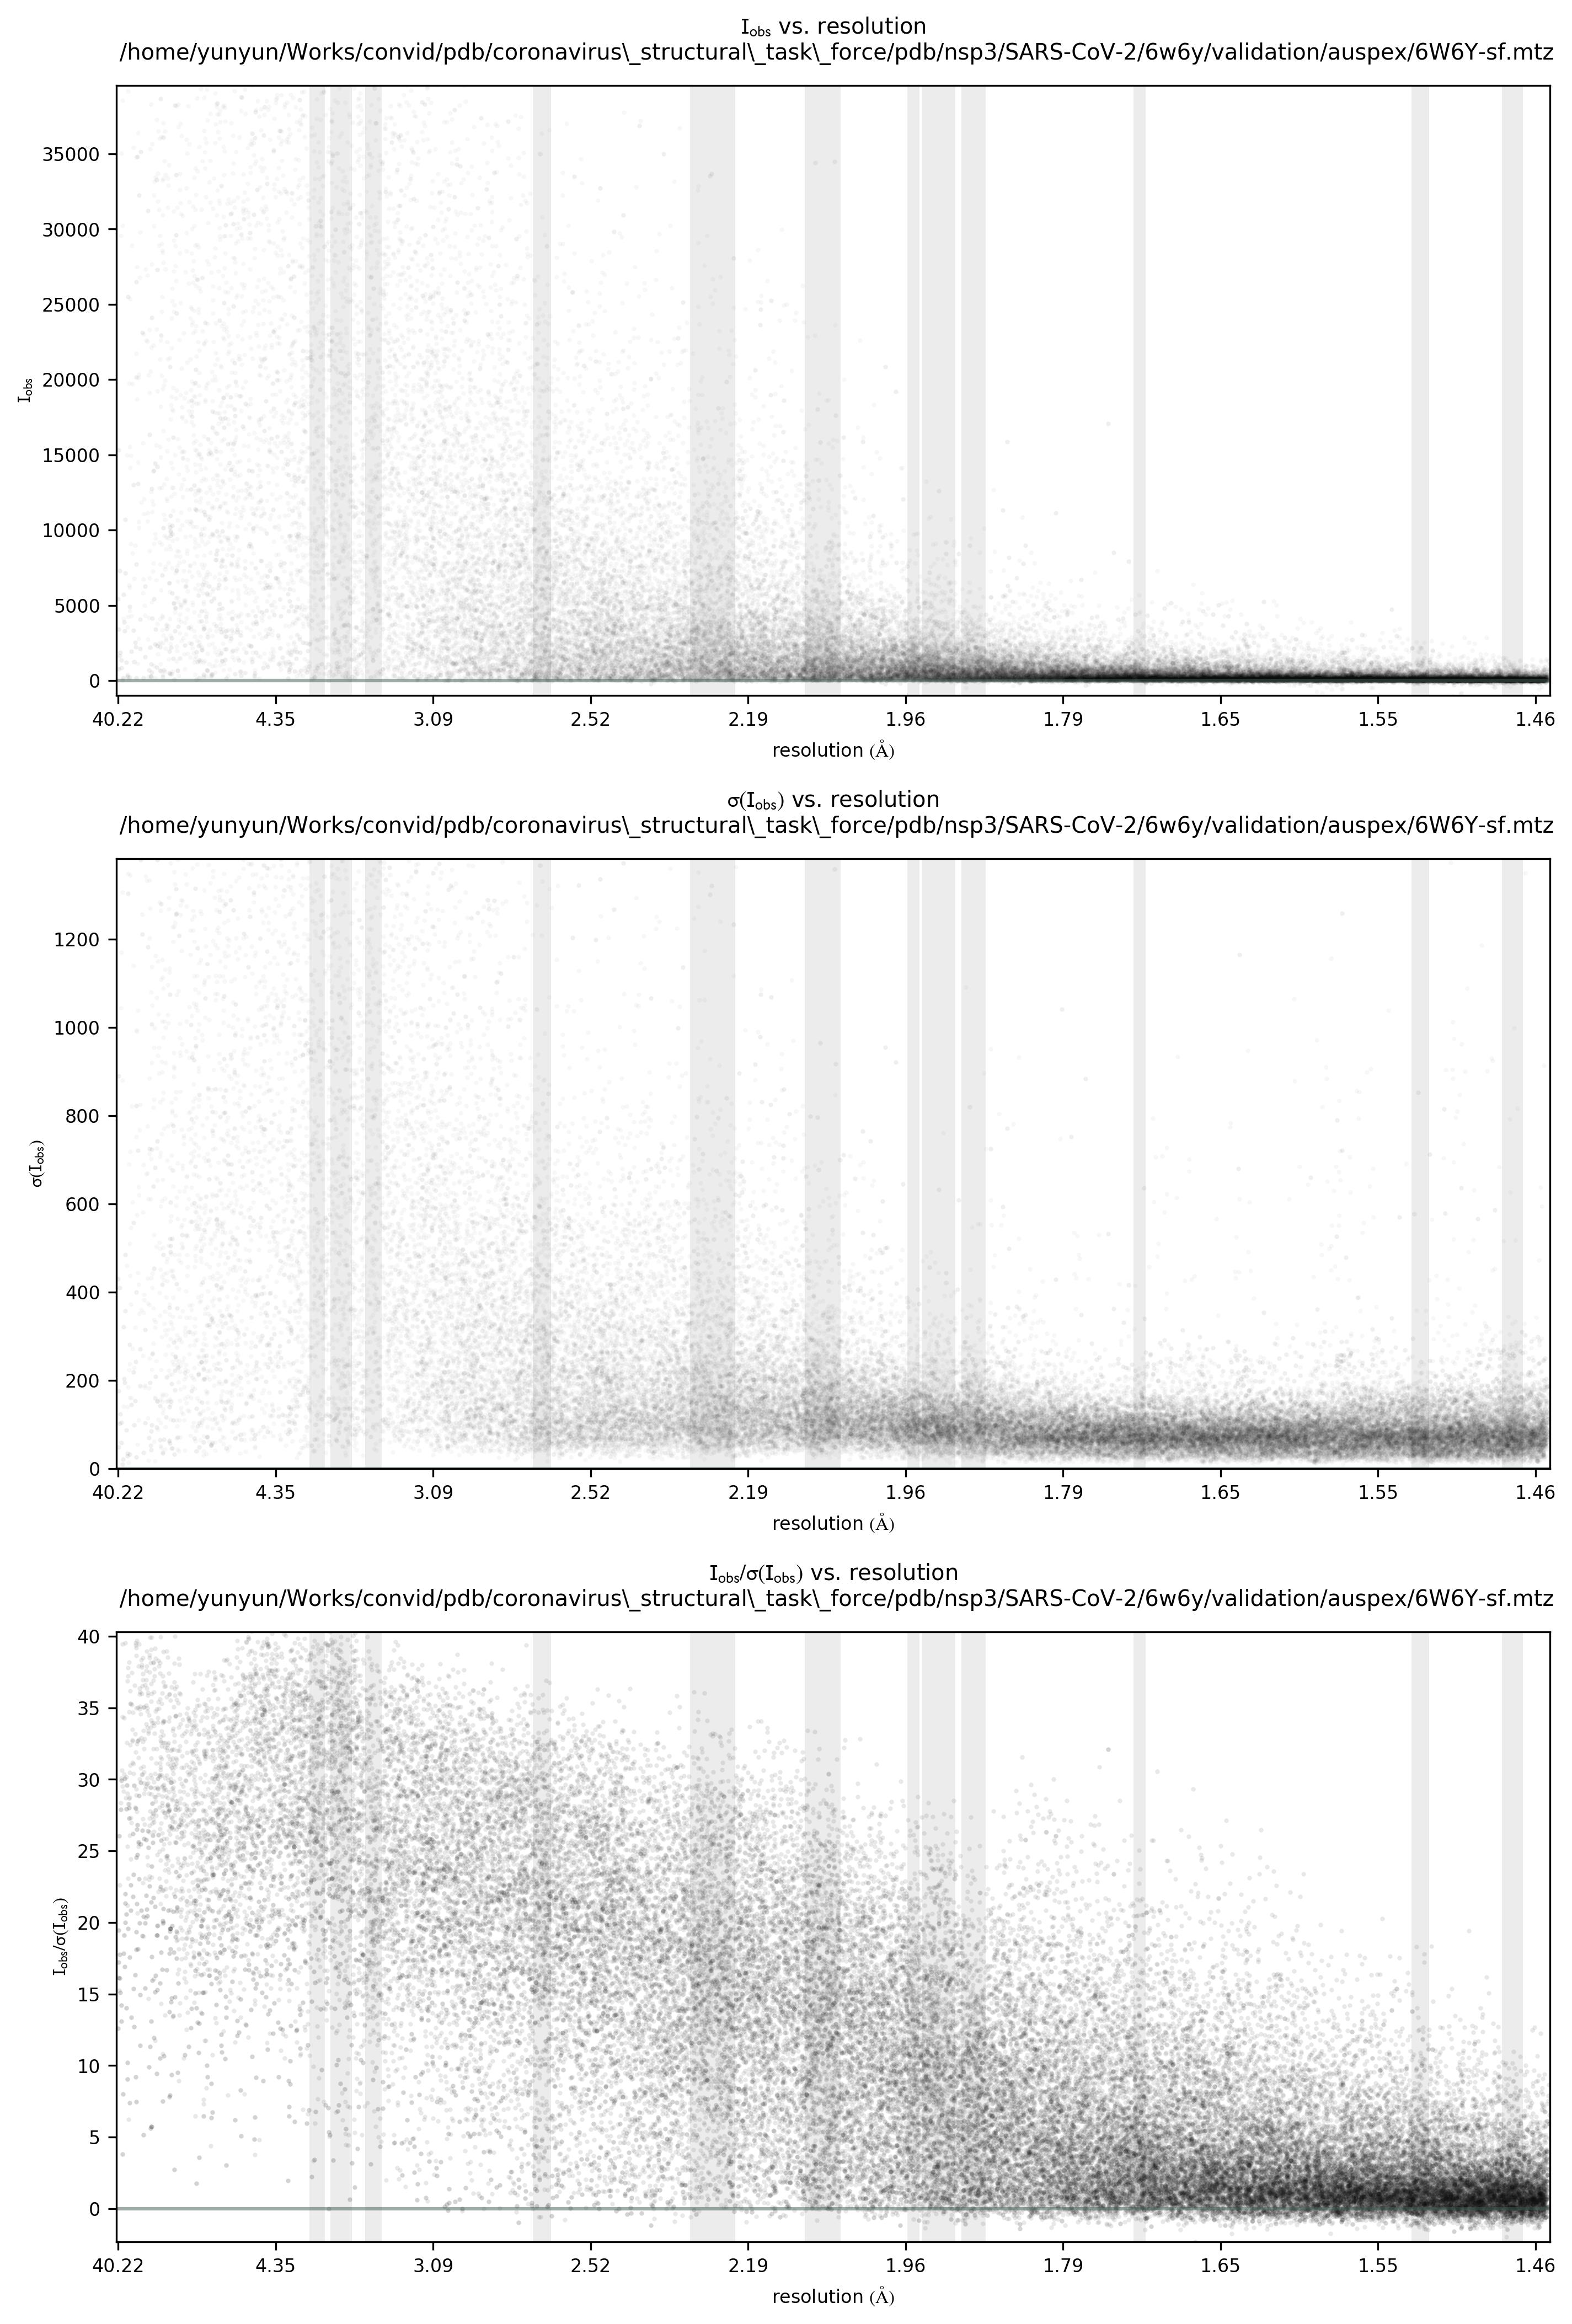 I_obs vs. resolution
/home/yunyun/Works/convid/pdb/coronavirus\_structural\_task\_force/pdb/nsp3/SARS-CoV-2/6w6y/validation/auspex/6W6Y-sf.mtz
35000
30000
25000
20000
15000
10000
5000
0
I_obs
40.22 4.35 3.09 2.52 2.19 1.96 1.79 1.65 1.55 1.46
resolution (Å)
σ(I_obs) vs. resolution
/home/yunyun/Works/convid/pdb/coronavirus\_structural\_task\_force/pdb/nsp3/SARS-CoV-2/6w6y/validation/auspex/6W6Y-sf.mtz
1200
1000
800
600
400
200
0
σ(I_obs)
40.22 4.35 3.09 2.52 2.19 1.96 1.79 1.65 1.55 1.46
resolution (Å)
I_obs/σ(I_obs) vs. resolution
/home/yunyun/Works/convid/pdb/coronavirus\_structural\_task\_force/pdb/nsp3/SARS-CoV-2/6w6y/validation/auspex/6W6Y-sf.mtz
40
35
30
25
20
15
10
5
0
I_obs/σ(I_obs)
40.22 4.35 3.09 2.52 2.19 1.96 1.79 1.65 1.55 1.46
resolution (Å)